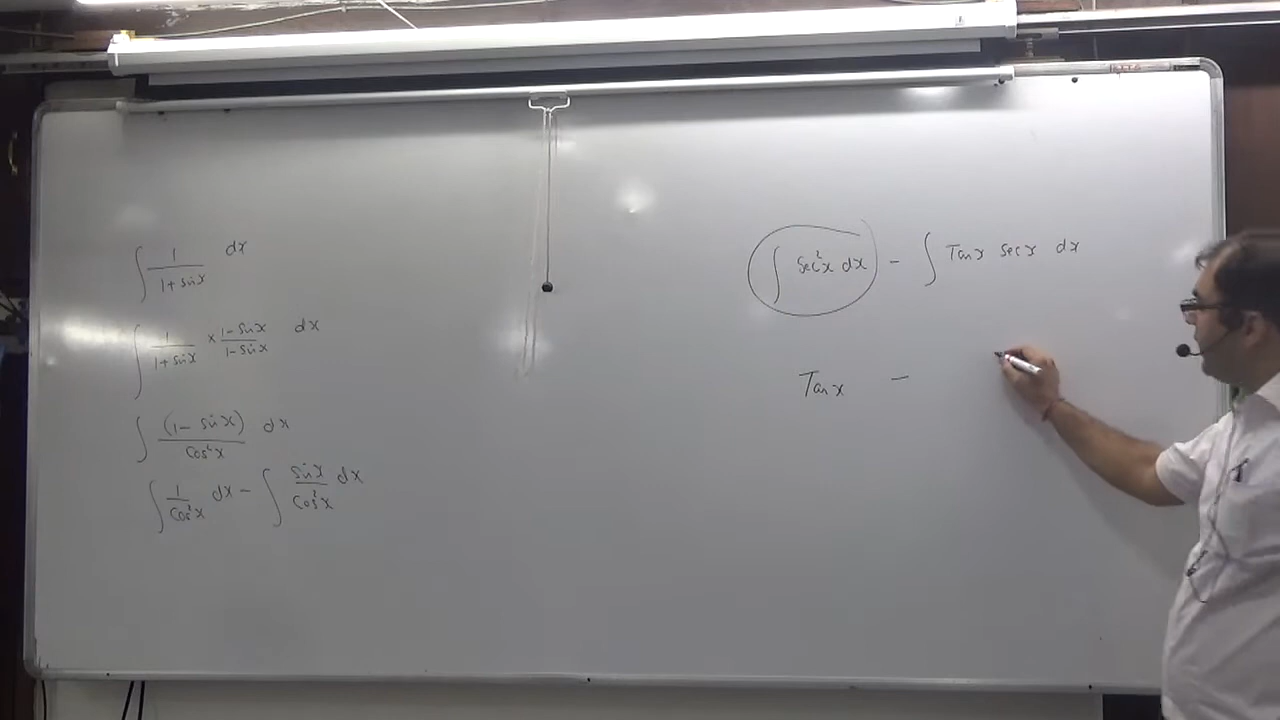 ∫ 1/(1+sinx) dx
∫ 1/(1+sinx) × (1-sinx)/(1-sinx) dx
∫ (1-sinx)/cos²x dx
∫ 1/cos²x dx - ∫ sinx/cos²x dx
∫ sec²x dx - ∫ Tanx secx dx
Tanx -